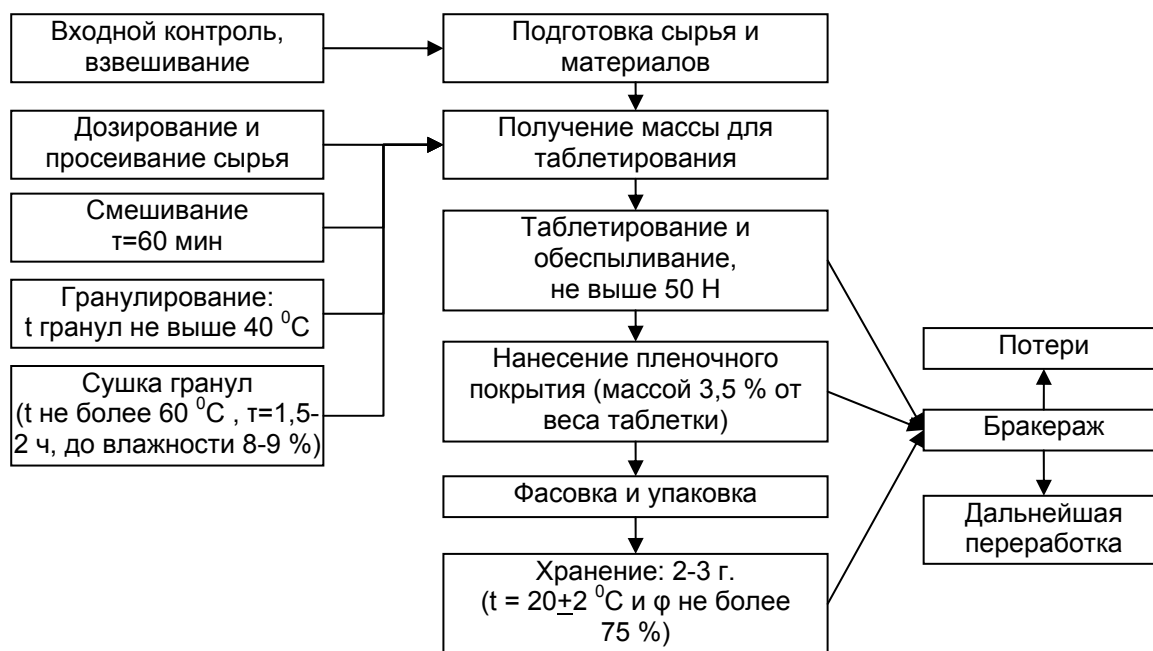 Входной контроль,
взвешивание
Подготовка сырья и
материалов
Дозирование и
просеивание сырья
Получение массы для
таблетирования
Смешивание
τ=60 мин
Таблетирование и
обеспыливание,
не выше 50 Н
Гранулирование:
t гранул не выше 40 ⁰С
Сушка гранул
(t не более 60 ⁰С , τ=1,5-
2 ч, до влажности 8-9 %)
Нанесение пленочного
покрытия (массой 3,5 % от
веса таблетки)
Потери
Бракераж
Дальнейшая
переработка
Фасовка и упаковка
Хранение: 2-3 г.
(t = 20±2 ⁰С и φ не более
75 %)